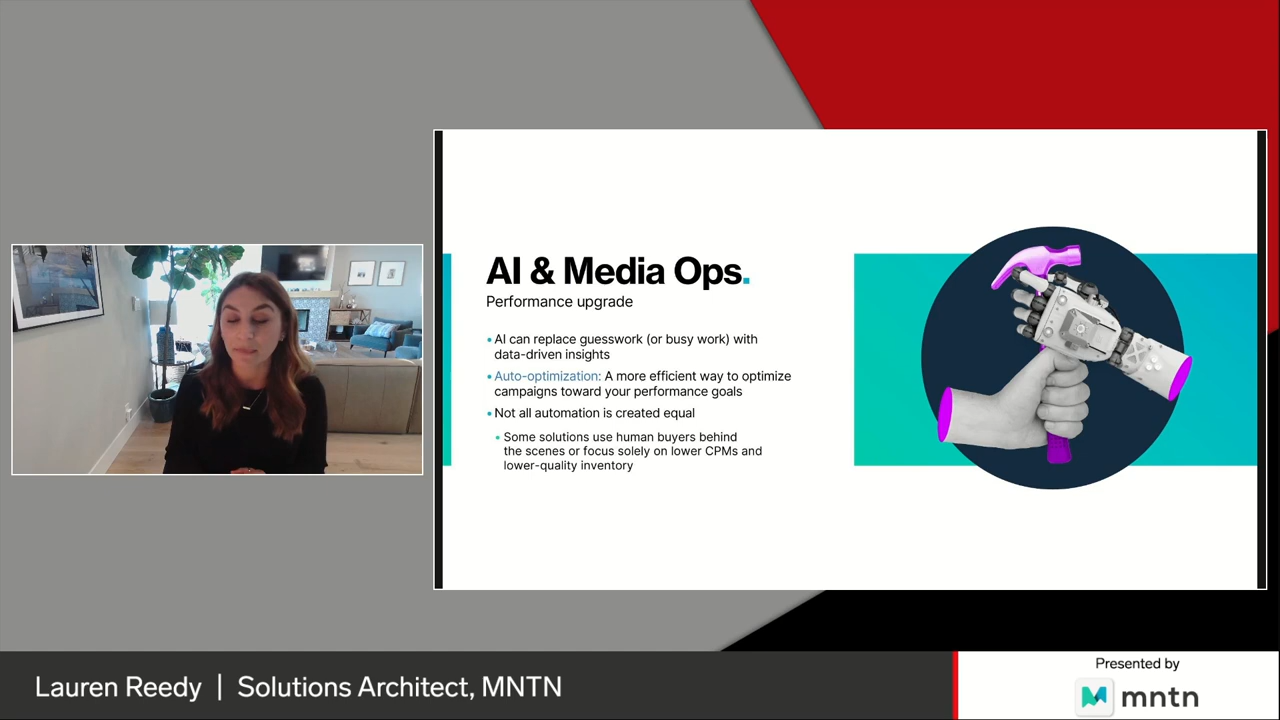 AI & Media Ops.
Performance upgrade
• AI can replace guesswork (or busy work) with
data-driven insights
• Auto-optimization: A more efficient way to optimize
campaigns toward your performance goals
• Not all automation is created equal
• Some solutions use human buyers behind
the scenes or focus solely on lower CPMs and
lower-quality inventory
Lauren Reedy | Solutions Architect, MNTN
Presented by
mntn